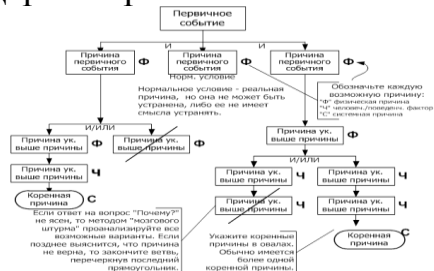 Первичное
событие
И
И
Причина
первичного
события
Ф
Причина
первичного
события
Ф
Причина
первичного
события
Ф
Норм. условие
Нормальное условие - реальная
причина, но она не может быть
устранена, либо ее не имеет
смысла устранять.
Обозначьте каждую
возможную причину:
"Ф" физическая причина
"Ч" человеч./поведенч. фактор
"С" системная причина
И/ИЛИ
Причина ук.
выше причины
Ф
Причина ук.
выше причины
Ф
Причина ук.
выше причины
Ф
Причина ук.
выше причины
Ч
И/ИЛИ
Причина ук.
выше причины
Ч
Причина ук.
выше причины
Ч
Коренная
причина
С
Причина ук.
выше причины
Ч
Причина ук.
выше причины
Ч
Если ответ на вопрос "Почему?"
не ясен, то методом "мозгового
штурма" проанализируйте все
возможные варианты. Если
позднее выяснится, что причина
не верна, то закончите ветвь,
перечеркнув последний
прямоугольник.
Укажите коренные
причины в овалах.
Обычно имеется
более одной
коренной причины.
Коренная
причина
С